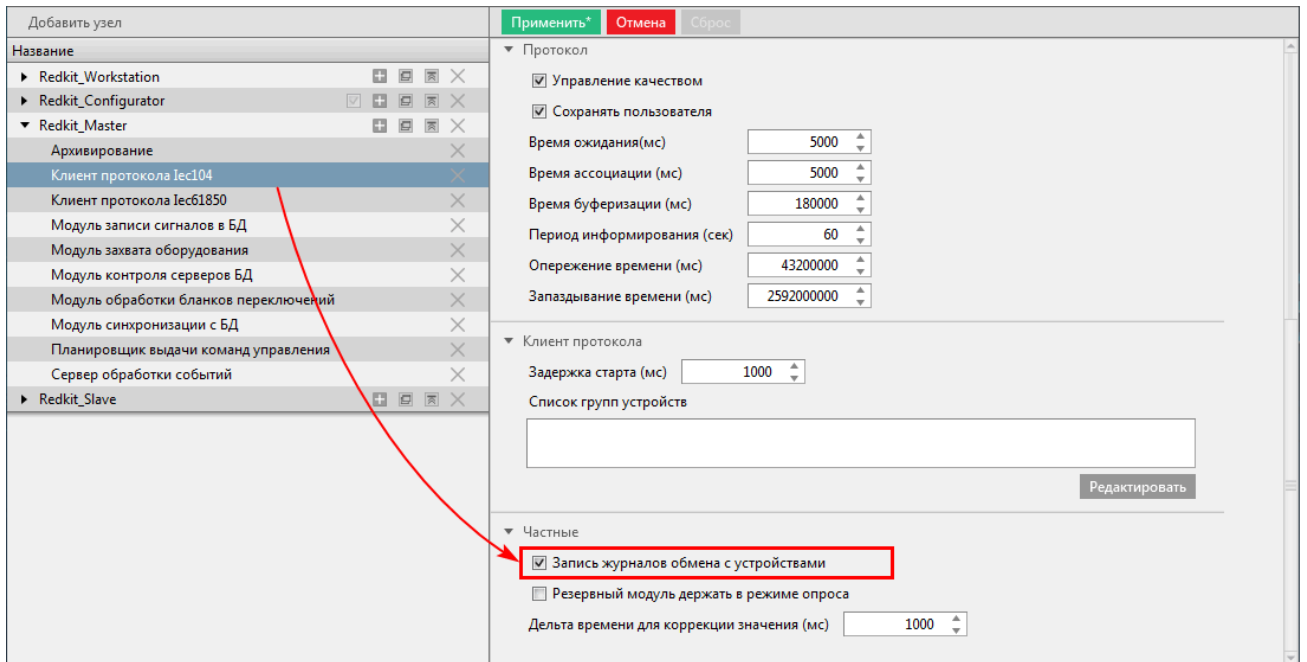 Добавить узел
Название
Redkit_Workstation
Redkit_Configurator
Redkit_Master
Архивирование
Клиент протокола Iec104
Клиент протокола Iec61850
Модуль записи сигналов в БД
Модуль захвата оборудования
Модуль контроля серверов БД
Модуль обработки бланков переключений
Модуль синхронизации с БД
Планировщик выдачи команд управления
Сервер обработки событий
Redkit_Slave
Применить* Отмена Сброс
Протокол
Управление качеством
Сохранять пользователя
Время ожидания(мс) 5000
Время ассоциации (мс) 5000
Время буферизации (мс) 180000
Период информирования (сек) 60
Опережение времени (мс) 43200000
Запаздывание времени (мс) 2592000000
Клиент протокола
Задержка старта (мс) 1000
Список групп устройств
Редактировать
Частные
Запись журналов обмена с устройствами
Резервный модуль держать в режиме опроса
Дельта времени для коррекции значения (мс) 1000